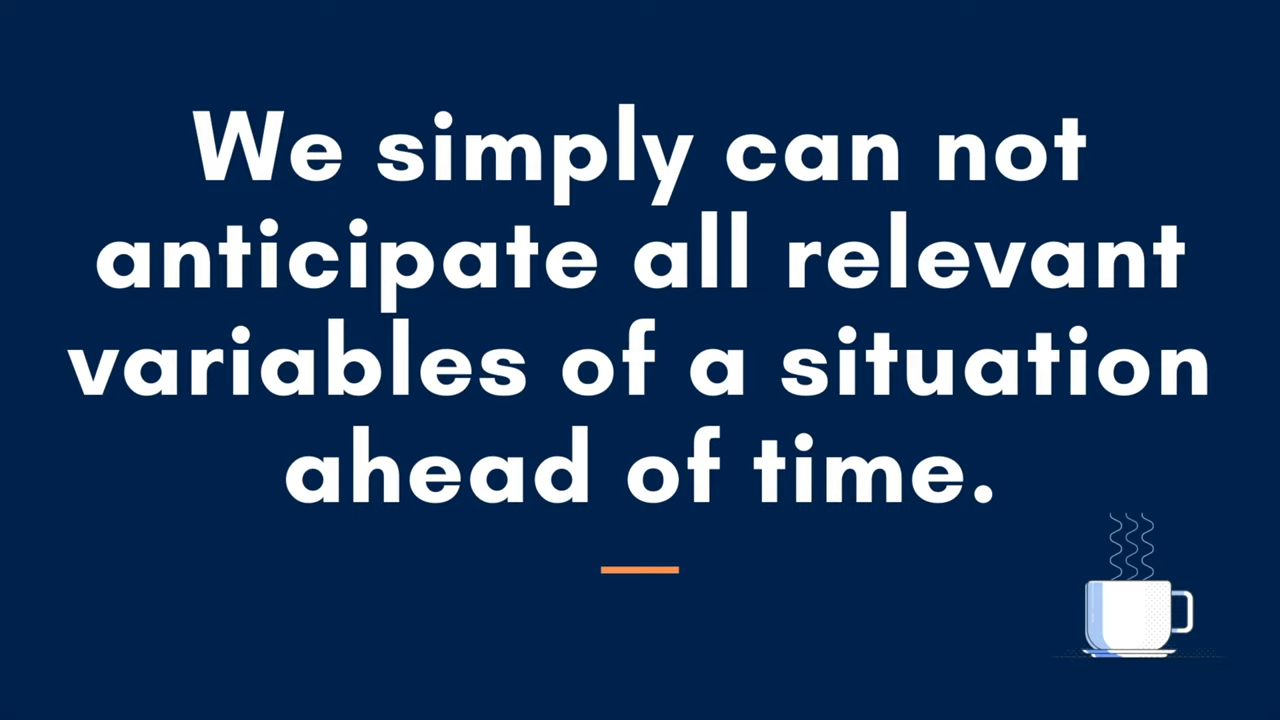 We simply can not
anticipate all relevant
variables of a situation
ahead of time.